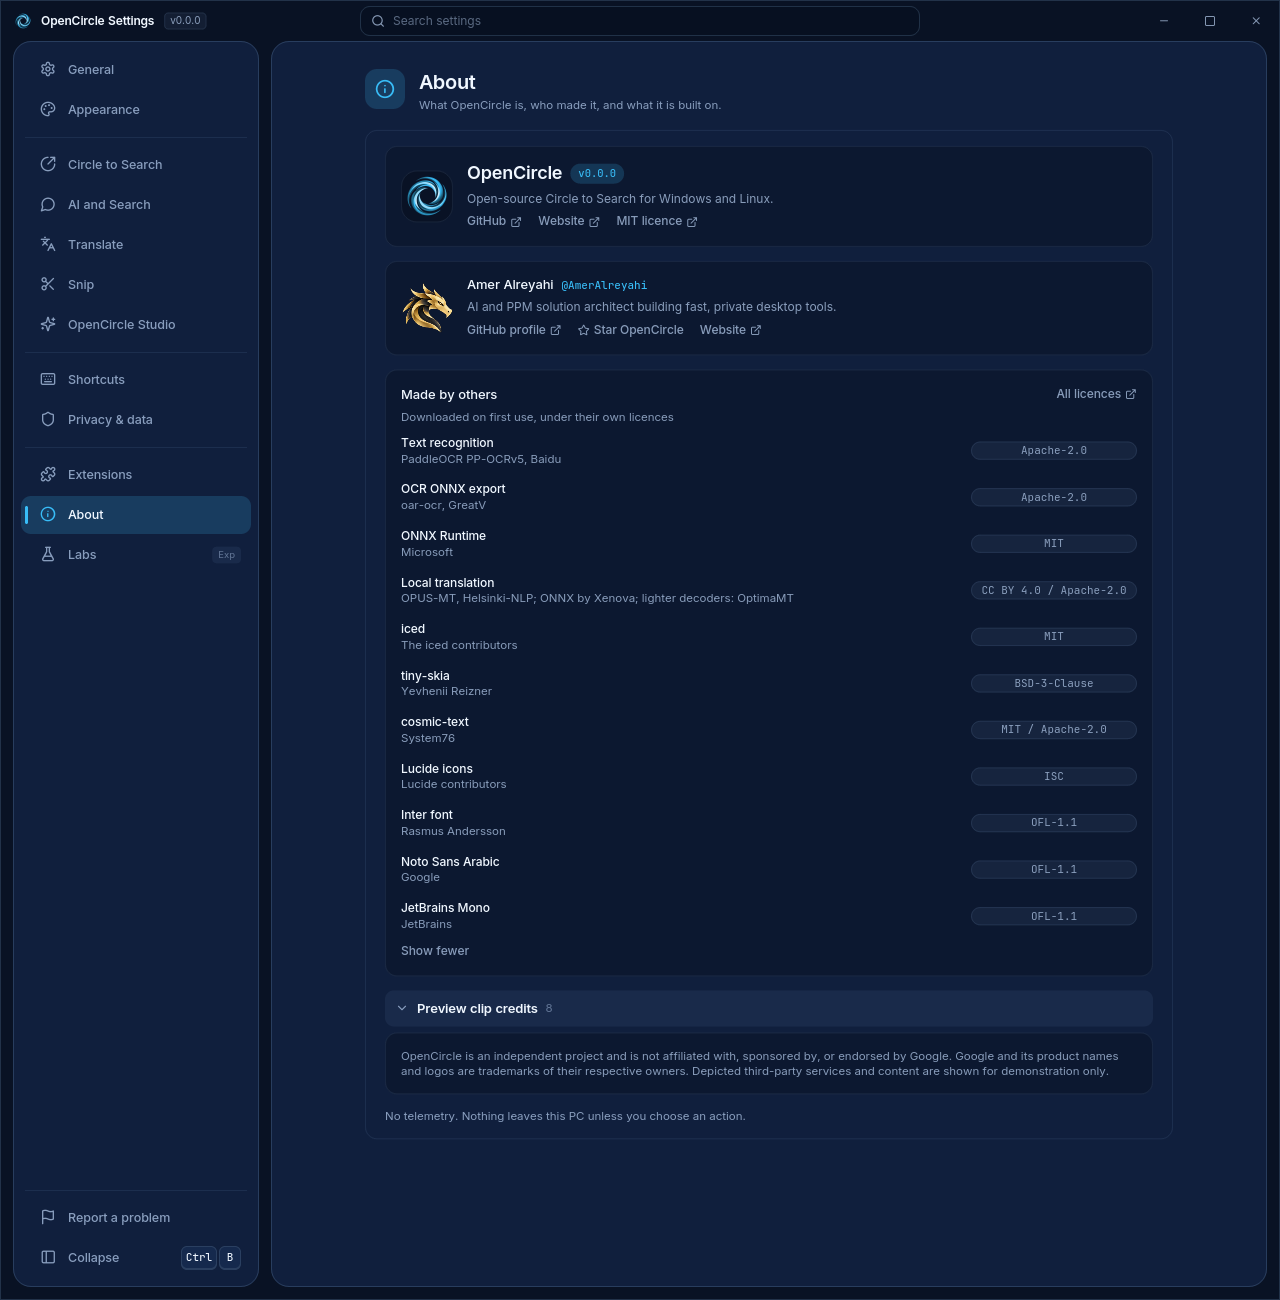 OpenCircle Settings v0.0.0
Search settings
General
Appearance
Circle to Search
AI and Search
Translate
Snip
OpenCircle Studio
Shortcuts
Privacy & data
Extensions
About
Labs Exp
Report a problem
Collapse Ctrl B
About
What OpenCircle is, who made it, and what it is built on.
OpenCircle v0.0.0
Open-source Circle to Search for Windows and Linux.
GitHub Website MIT licence
Amer Alreyahi @AmerAlreyahi
AI and PPM solution architect building fast, private desktop tools.
GitHub profile Star OpenCircle Website
Made by others All licences
Downloaded on first use, under their own licences
Text recognition
PaddleOCR PP-OCRv5, Baidu
Apache-2.0
OCR ONNX export
oar-ocr, GreatV
Apache-2.0
ONNX Runtime
Microsoft
MIT
Local translation
OPUS-MT, Helsinki-NLP; ONNX by Xenova; lighter decoders: OptimaMT
CC BY 4.0 / Apache-2.0
iced
The iced contributors
MIT
tiny-skia
Yevhenii Reizner
BSD-3-Clause
cosmic-text
System76
MIT / Apache-2.0
Lucide icons
Lucide contributors
ISC
Inter font
Rasmus Andersson
OFL-1.1
Noto Sans Arabic
Google
OFL-1.1
JetBrains Mono
JetBrains
OFL-1.1
Show fewer
Preview clip credits 8
OpenCircle is an independent project and is not affiliated with, sponsored by, or endorsed by Google. Google and its product names
and logos are trademarks of their respective owners. Depicted third-party services and content are shown for demonstration only.
No telemetry. Nothing leaves this PC unless you choose an action.